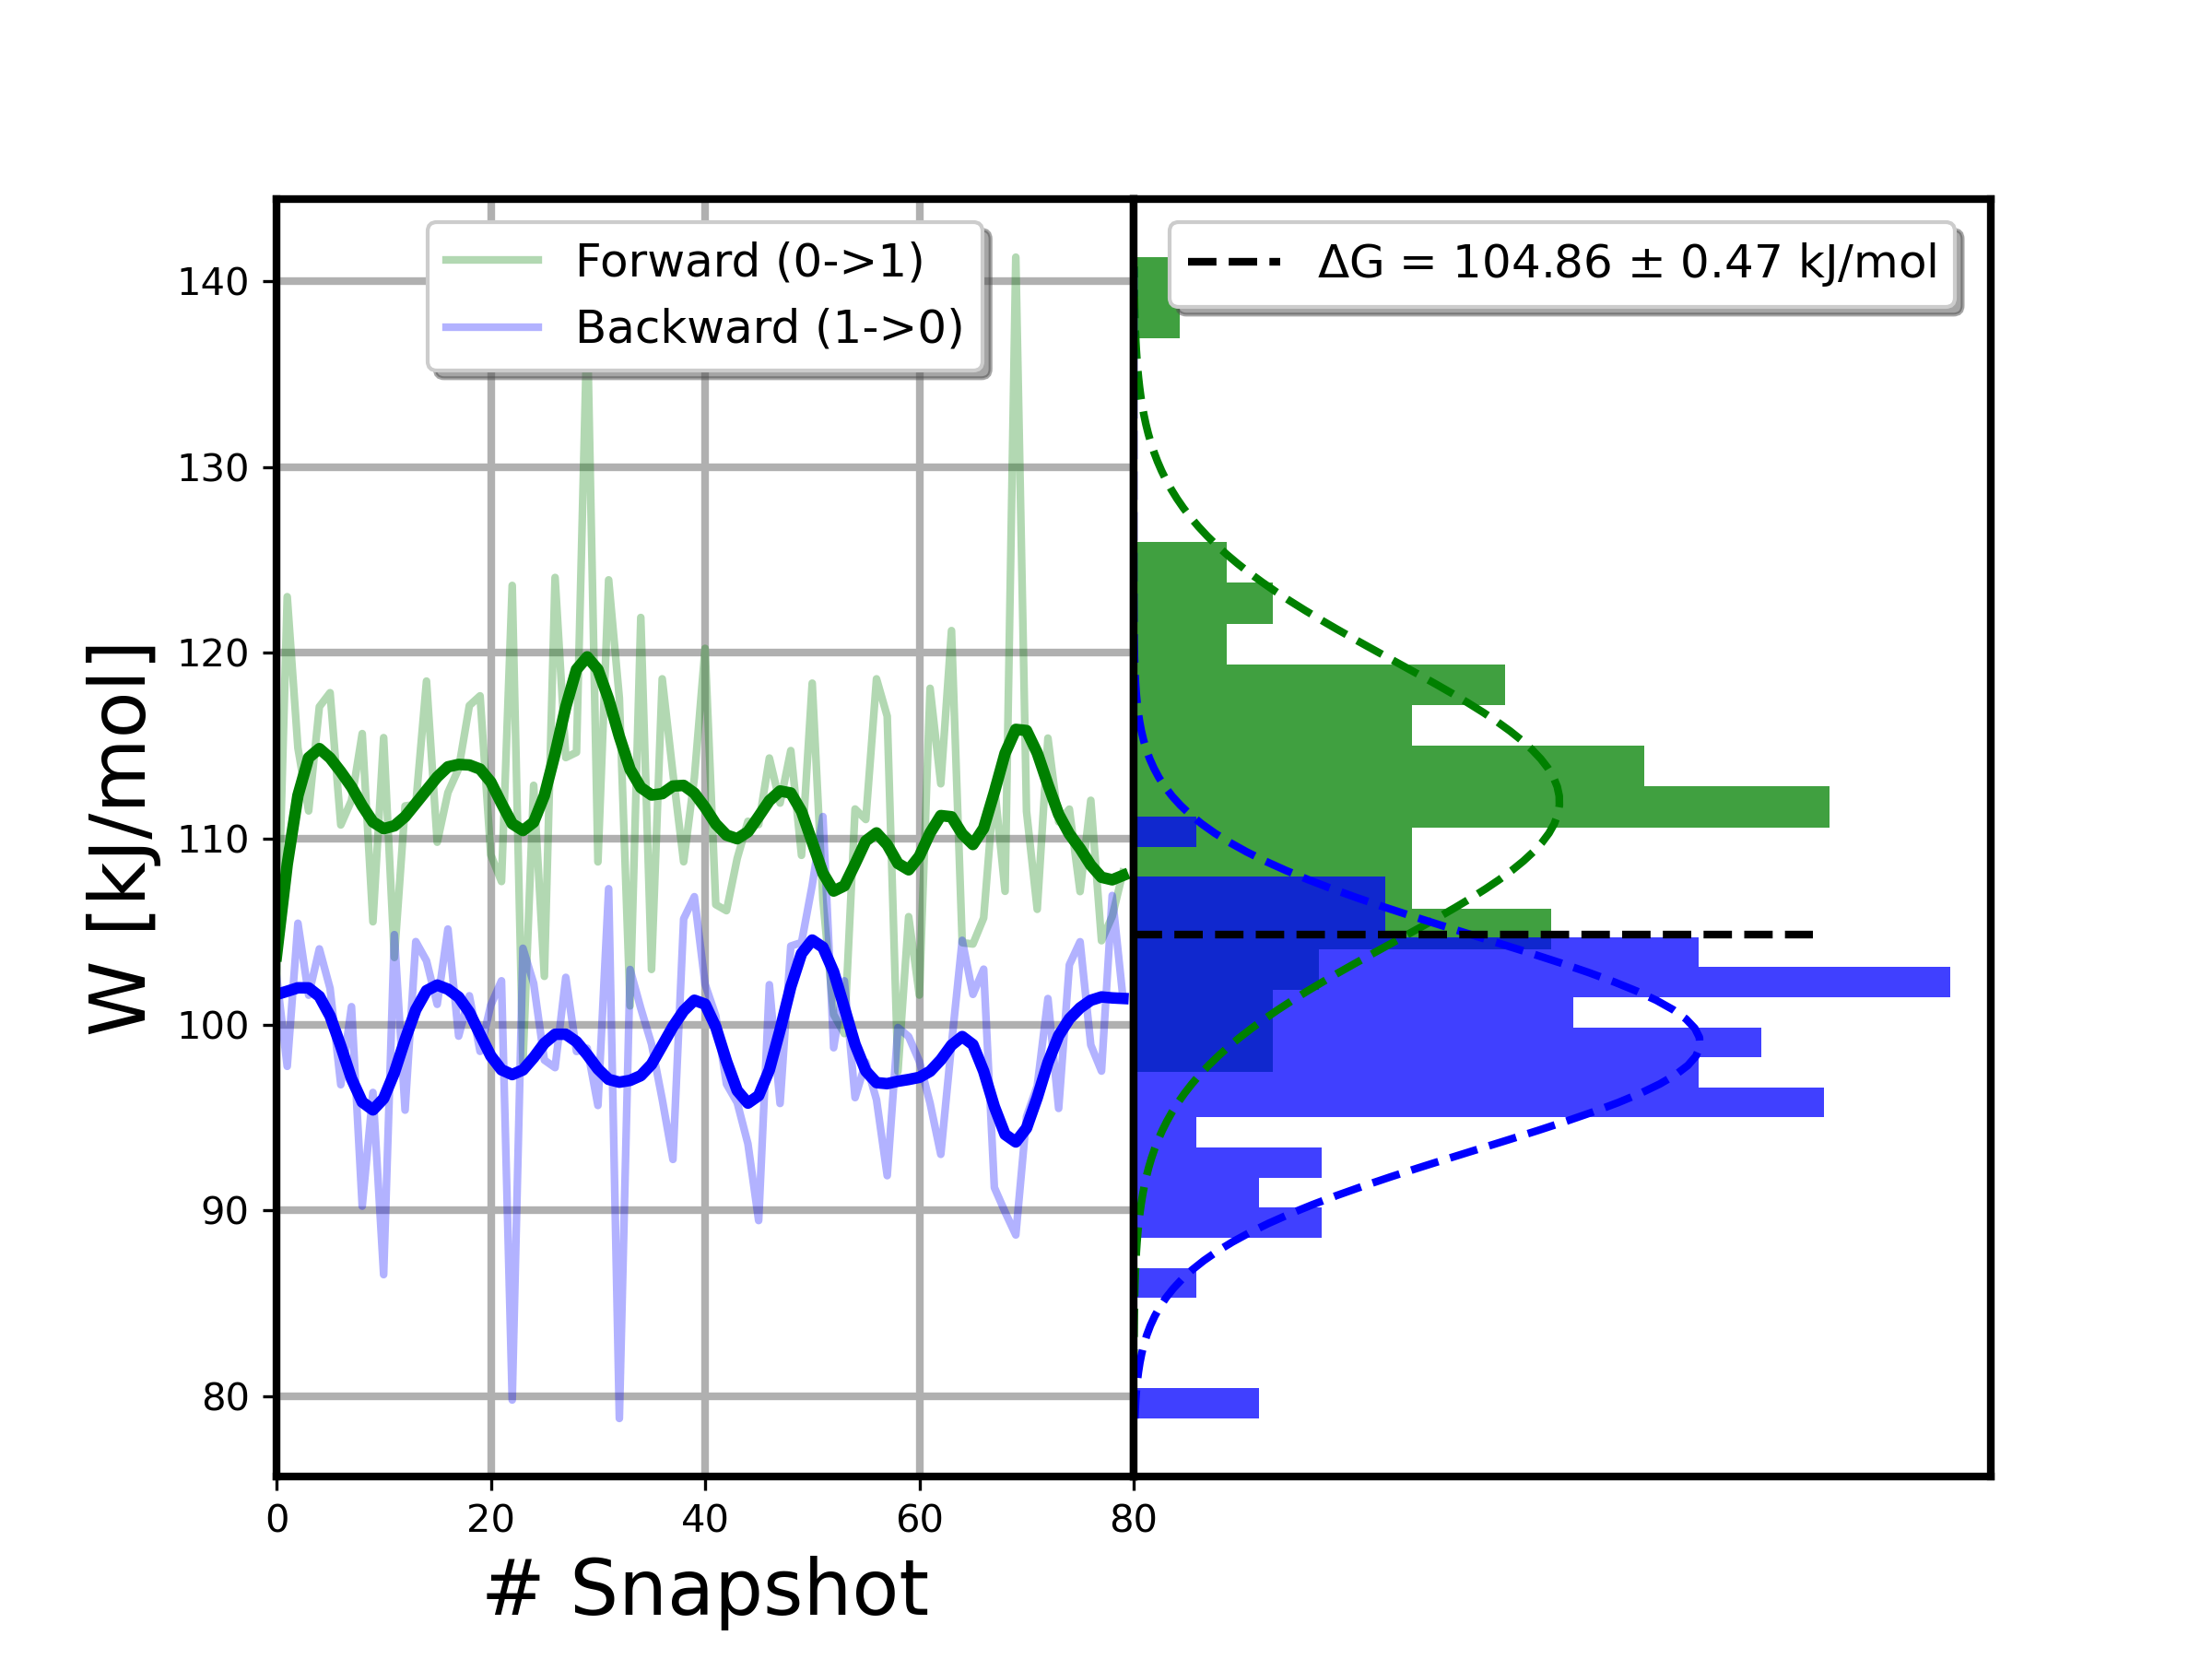 Forward (0->1)
Backward (1->0)
ΔG = 104.86 ± 0.47 kJ/mol
W [kJ/mol]
140
130
120
110
100
90
80
0 20 40 60 80
# Snapshot